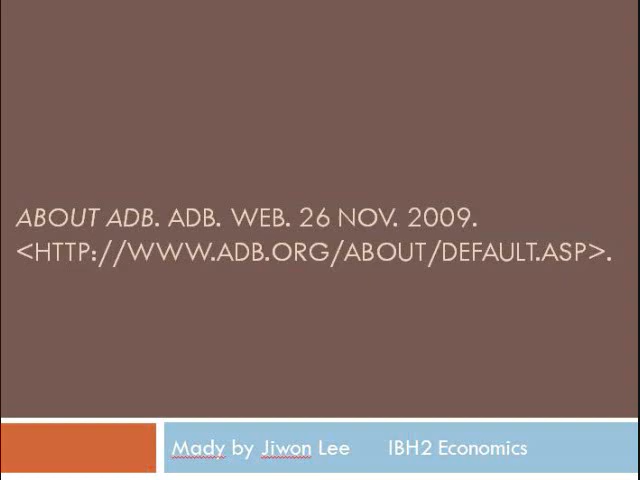 ABOUT ADB. ADB. WEB. 26 NOV. 2009.
<HTTP://WWW.ADB.ORG/ABOUT/DEFAULT.ASP>.
Mady by Jiwon Lee IBH2 Economics